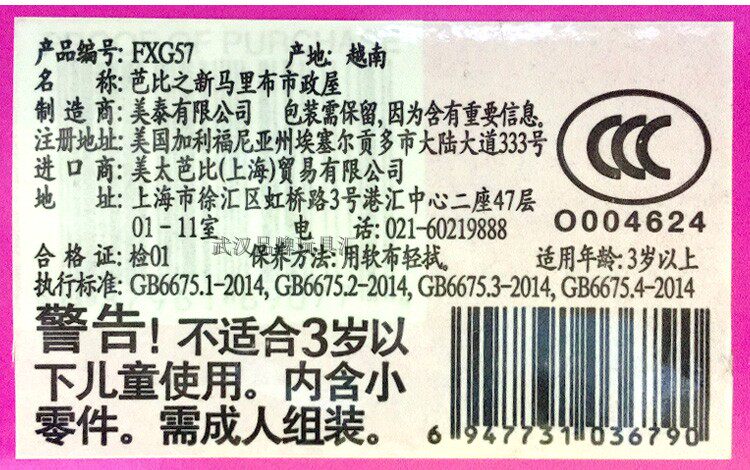 产品编号: FXG57 产地: 越南
名 称: 芭比之新马里布市政屋
制 造 商: 美泰有限公司 包装需保留,因为含有重要信息。
注册地址: 美国加利福尼亚州埃塞尔贡多市大陆大道333号
进 口 商: 美太芭比(上海)贸易有限公司
地 址: 上海市徐汇区虹桥路3号港汇中心二座47层
01-11室 电 话: 021-60219888
武汉品牌玩具汇
合 格 证: 检01 保养方法: 用软布轻拭。 适用年龄: 3岁以上
执行标准: GB6675.1-2014, GB6675.2-2014, GB6675.3-2014, GB6675.4-2014
CCC
O004624
警告! 不适合3岁以
下儿童使用。内含小
零件。需成人组装。
6 947731 036790